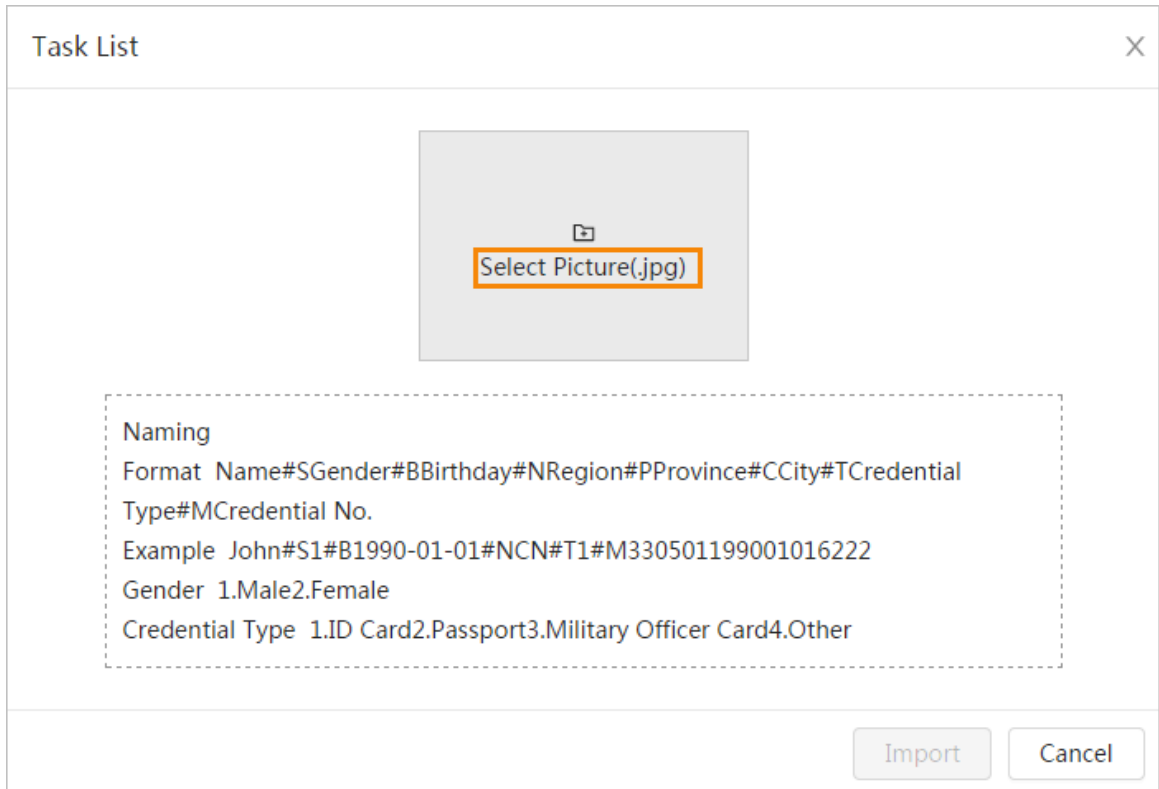 Task List
Select Picture(.jpg)
Naming
Format Name#SGender#BBirthday#NRegion#PProvince#CCity#TCredential
Type#MCredential No.
Example John#S1#B1990-01-01#NCN#T1#M330501199001016222
Gender 1.Male2.Female
Credential Type 1.ID Card2.Passport3.Military Officer Card4.Other
Import
Cancel